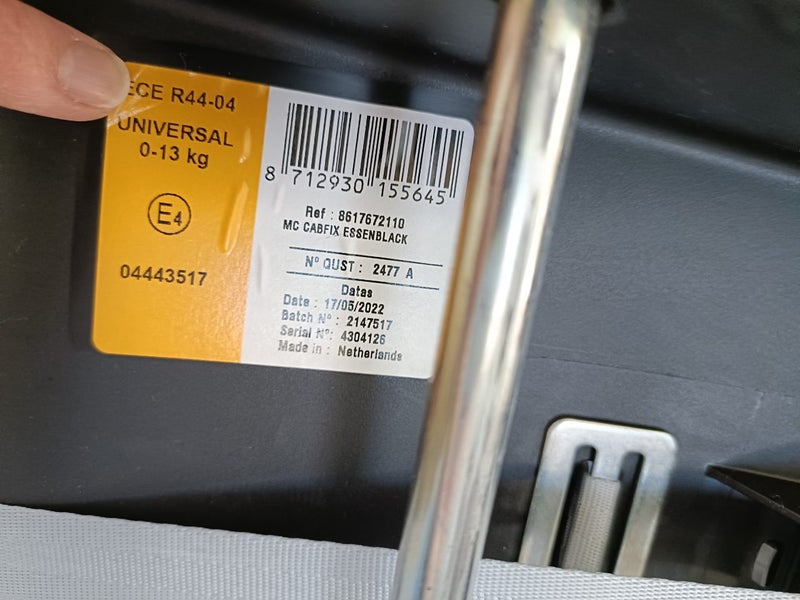 ECE R44-04
UNIVERSAL
0-13 kg
E4
04443517
8 712930 155645
Ref : 8617672110
MC CABFIX ESSENBLACK
N° QUST : 2477 A
Datas
Date : 17/05/2022
Batch N° : 2147517
Serial N°: 4304126
Made in : Netherlands